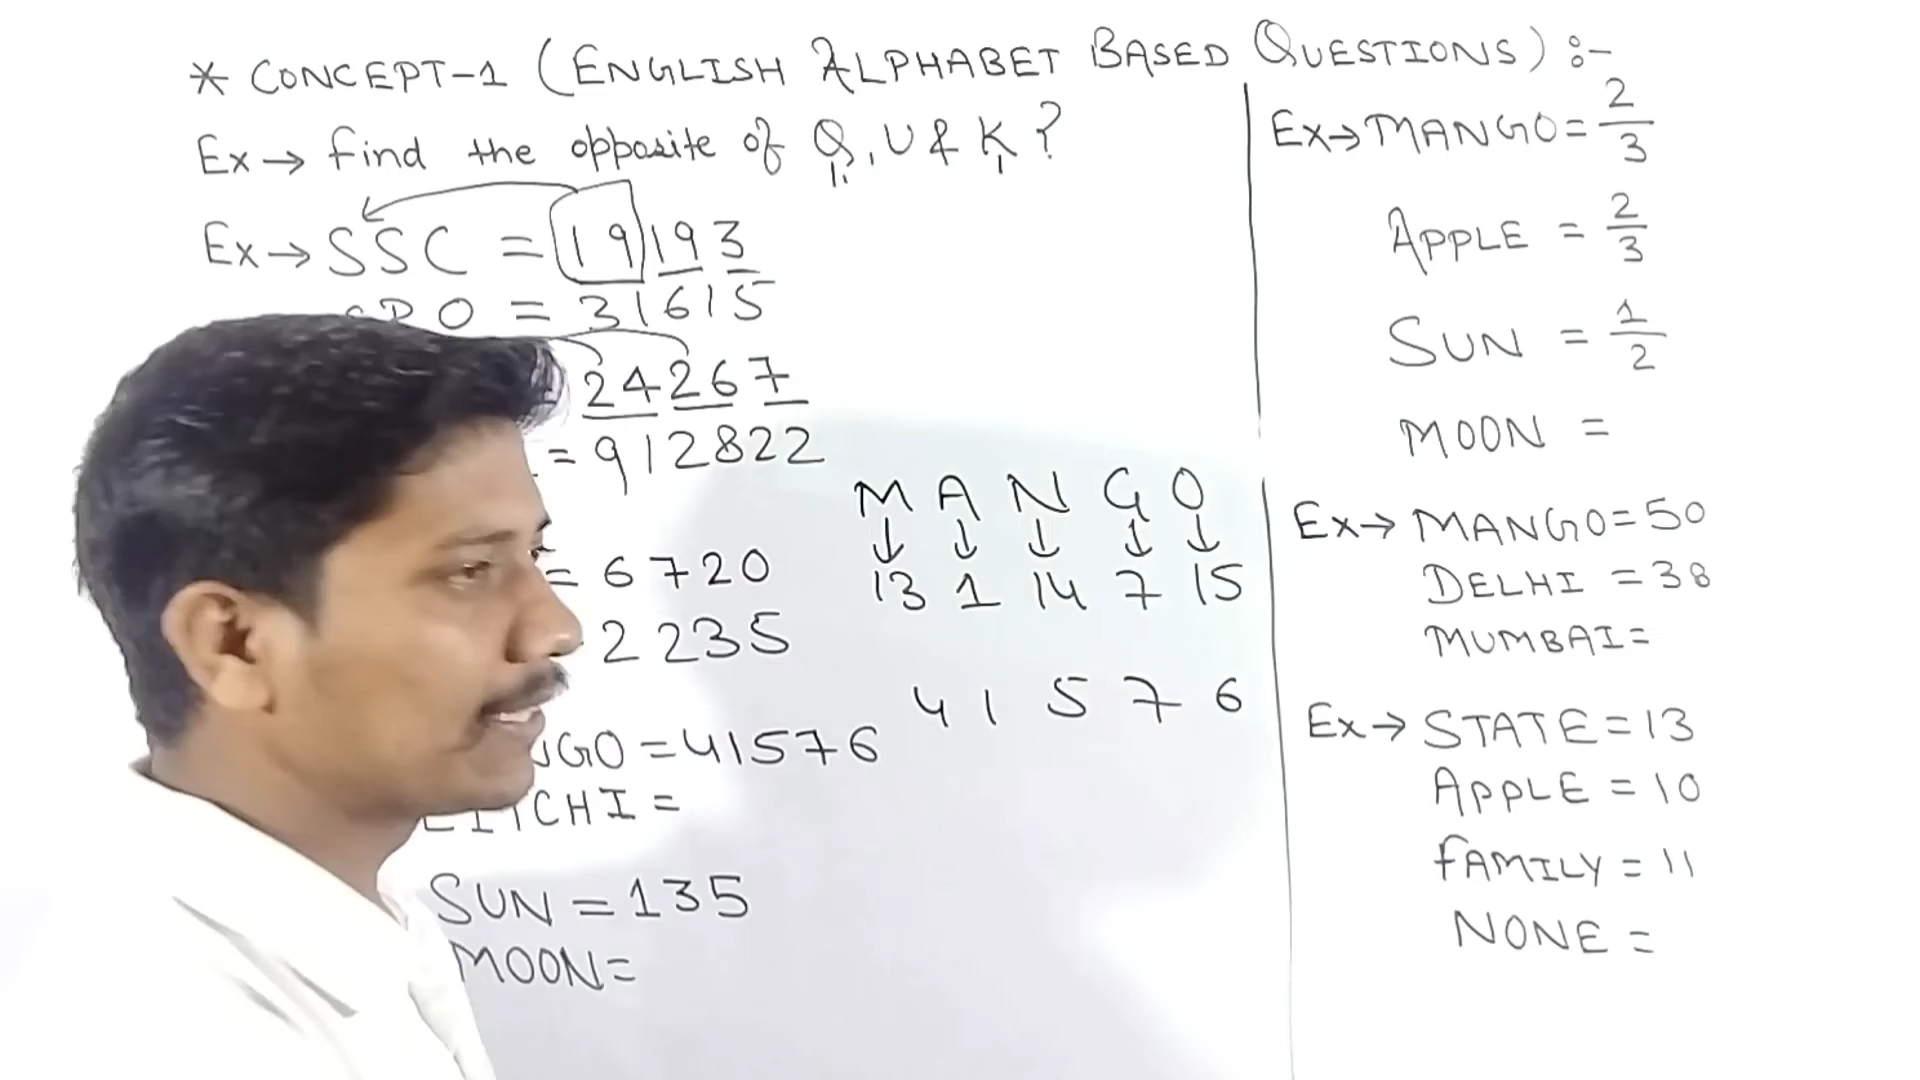 * CONCEPT-1 (ENGLISH ALPHABET BASED QUESTIONS) :-
Ex→ find the opposite of Q, U & K ?
Ex→ SSC = 19193
= 31615
24267
= 912822
= 6720
2235
NGO = 41576
CHI =
SUN = 135
MOON =
M A N G O
↓ ↓ ↓ ↓ ↓
13 1 14 7 15
4 1 5 7 6
Ex→ MANGO = 2/3
APPLE = 2/3
SUN = 1/2
MOON =
Ex→ MANGO = 50
DELHI = 38
MUMBAI =
Ex→ STATE = 13
APPLE = 10
FAMILY = 11
NONE =